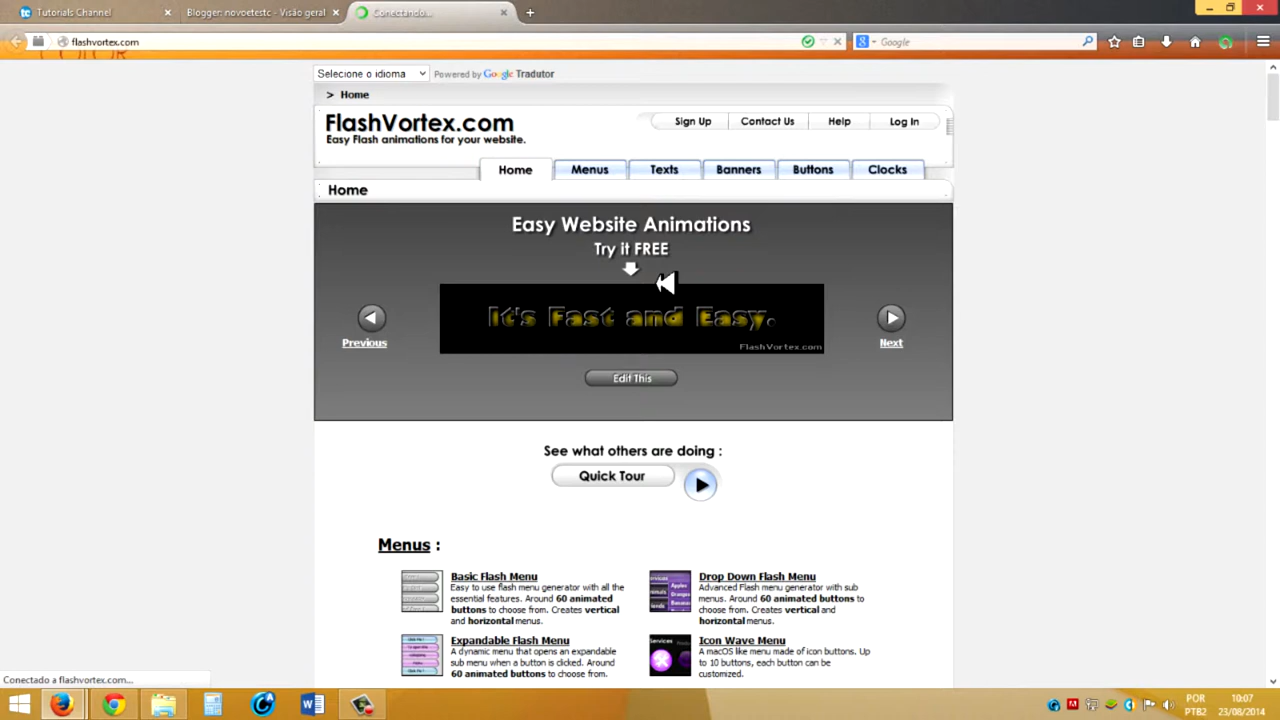 Tutorials Channel
Blogger: novoetestc - Visão geral
Conectando...
flashvortex.com
Google
Selecione o idioma
Powered by Google Tradutor
> Home
FlashVortex.com
Easy Flash animations for your website.
Sign Up
Contact Us
Help
Log In
Home
Menus
Texts
Banners
Buttons
Clocks
Home
Easy Website Animations
Try it FREE
It's Fast and Easy.
FlashVortex.com
Previous
Next
Edit This
See what others are doing :
Quick Tour
Menus :
Basic Flash Menu
Easy to use flash menu generator with all the
essential features. Around 60 animated
buttons to choose from. Creates vertical
and horizontal menus.
Drop Down Flash Menu
Advanced Flash menu generator with sub
menus. Around 60 animated buttons to
choose from. Creates vertical and
horizontal menus.
Expandable Flash Menu
A dynamic menu that opens an expandable
sub menu when a button is clicked. Around
60 animated buttons to choose from.
Icon Wave Menu
A macOS like menu made of icon buttons. Up
to 10 buttons, each button can be
customized.
Conectado a flashvortex.com...
POR
PTB2
10:07
23/08/2014